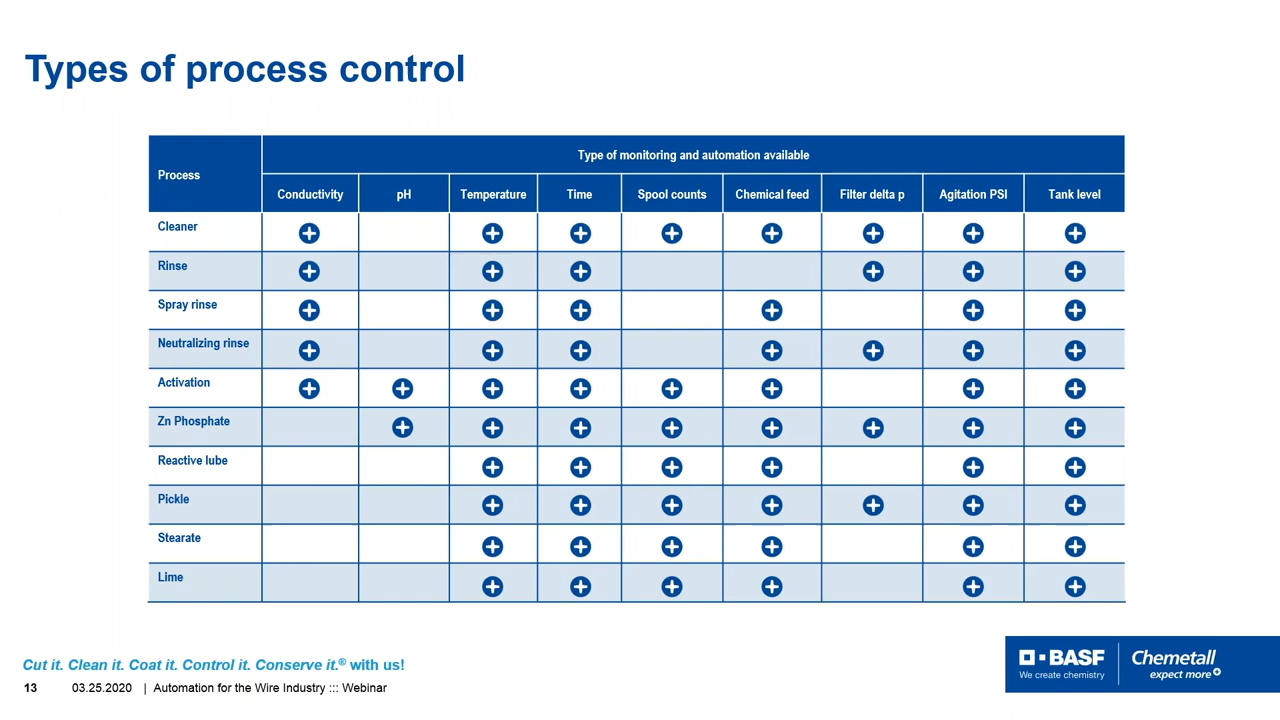 Types of process control
Process
Type of monitoring and automation available
Conductivity pH Temperature Time Spool counts Chemical feed Filter delta p Agitation PSI Tank level
Cleaner
Rinse
Spray rinse
Neutralizing rinse
Activation
Zn Phosphate
Reactive lube
Pickle
Stearate
Lime
Cut it. Clean it. Coat it. Control it. Conserve it.® with us!
13 03.25.2020 | Automation for the Wire Industry ::: Webinar
BASF
We create chemistry
Chemetall
expect more+